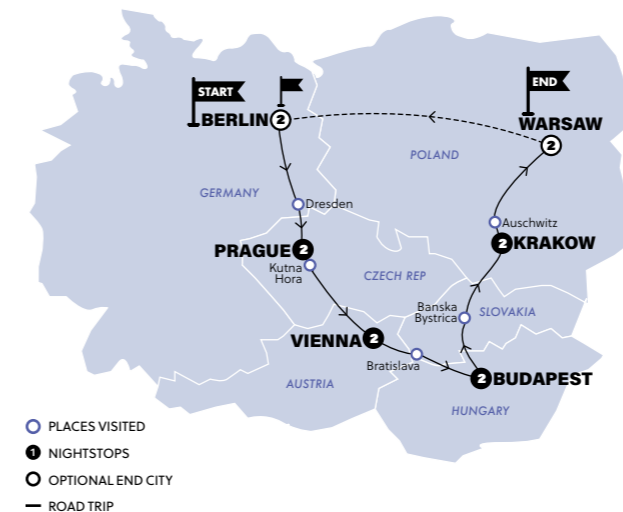 START
BERLIN
2
END
WARSAW
2
POLAND
GERMANY
Dresden
PRAGUE
2
Kutna
Hora
CZECH REP
Auschwitz
2
KRAKOW
Banska
Bystrica
SLOVAKIA
VIENNA
2
Bratislava
2
BUDAPEST
AUSTRIA
HUNGARY
PLACES VISITED
1
NIGHTSTOPS
OPTIONAL END CITY
ROAD TRIP